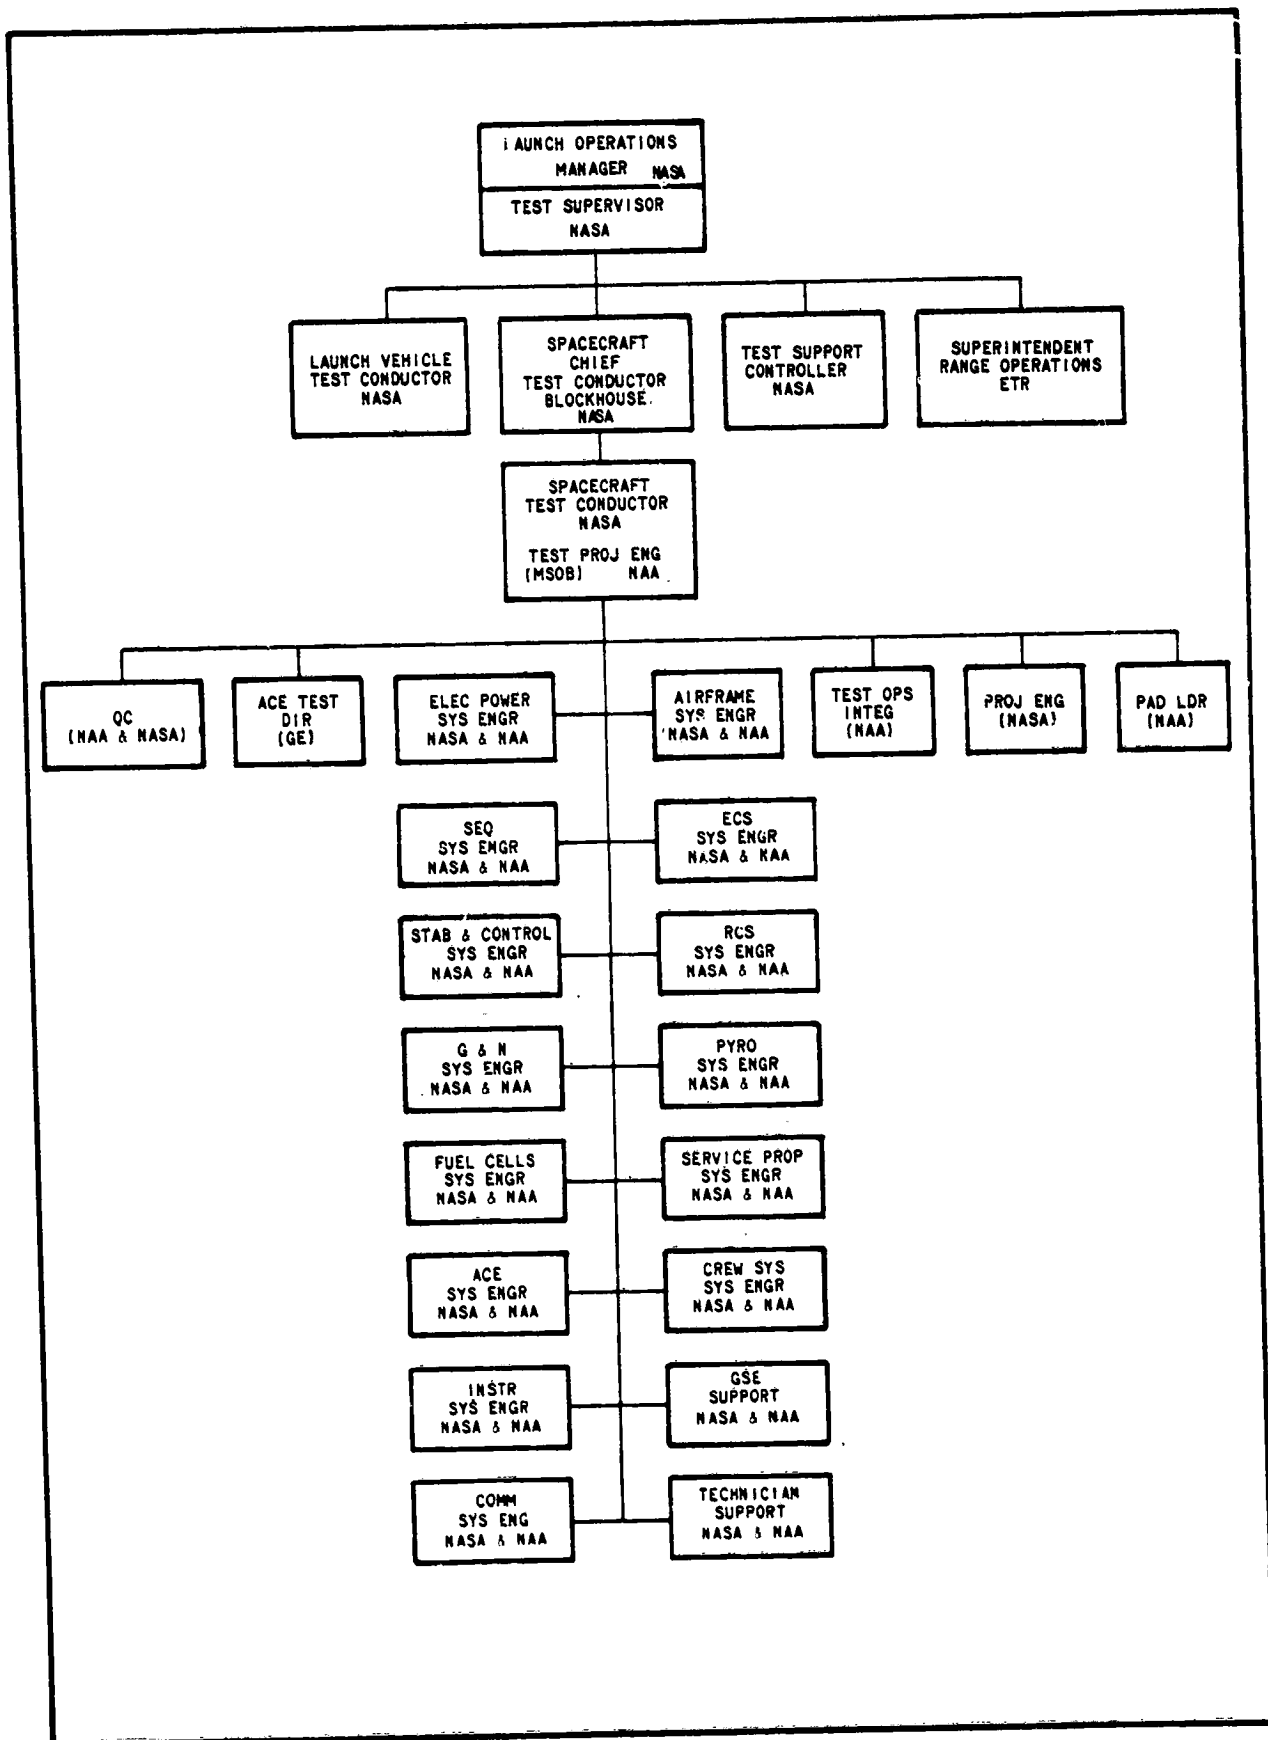 LAUNCH OPERATIONS
MANAGER NASA
TEST SUPERVISOR
NASA
LAUNCH VEHICLE
TEST CONDUCTOR
NASA
SPACECRAFT
CHIEF
TEST CONDUCTOR
BLOCKHOUSE
NASA
TEST SUPPORT
CONTROLLER
NASA
SUPERINTENDENT
RANGE OPERATIONS
ETR
SPACECRAFT
TEST CONDUCTOR
NASA
TEST PROJ ENG
(MSOB) NAA
QC
(NAA & NASA)
ACE TEST
DIR
(GE)
ELEC POWER
SYS ENGR
NASA & NAA
AIRFRAME
SYS ENGR
NASA & NAA
TEST OPS
INTEG
(NAA)
PROJ ENG
(NASA)
PAD LDR
(NAA)
SEQ
SYS ENGR
NASA & NAA
ECS
SYS ENGR
NASA & NAA
STAB & CONTROL
SYS ENGR
NASA & NAA
RCS
SYS ENGR
NASA & NAA
G & N
SYS ENGR
NASA & NAA
PYRO
SYS ENGR
NASA & NAA
FUEL CELLS
SYS ENGR
NASA & NAA
SERVICE PROP
SYS ENGR
NASA & NAA
ACE
SYS ENGR
NASA & NAA
CREW SYS
SYS ENGR
NASA & NAA
INSTR
SYS ENGR
NASA & NAA
GSE
SUPPORT
NASA & NAA
COMM
SYS ENG
NASA & NAA
TECHNICIAN
SUPPORT
NASA & NAA